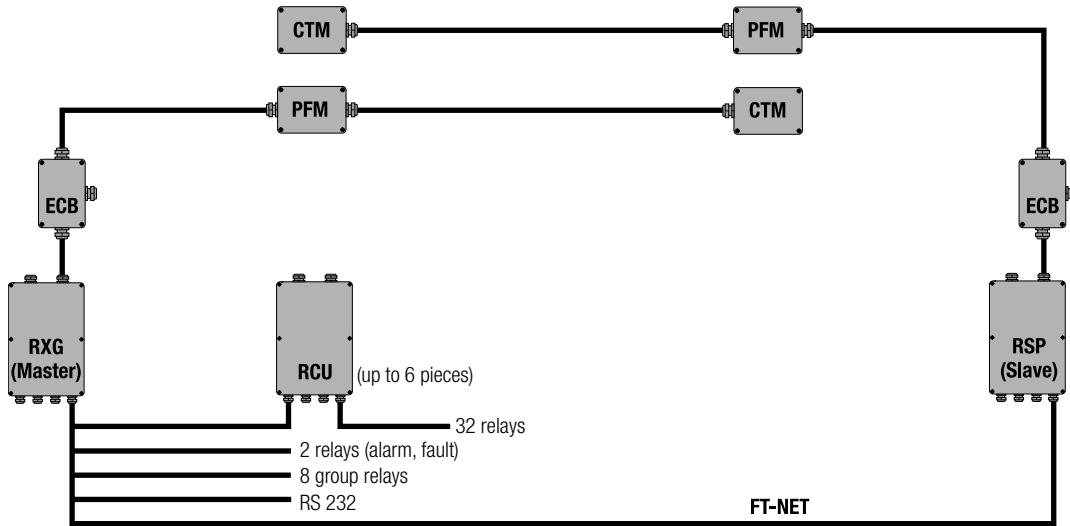 CTM
PFM
PFM
CTM
ECB
ECB
RXG
(Master)
RCU
(up to 6 pieces)
RSP
(Slave)
32 relays
2 relays (alarm, fault)
8 group relays
RS 232
FT-NET